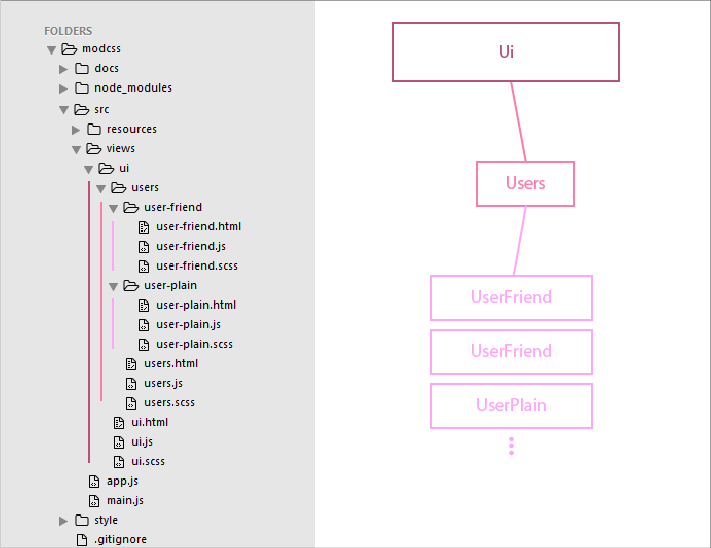 FOLDERS
modcss
docs
node_modules
src
resources
views
ui
users
user-friend
user-friend.html
user-friend.js
user-friend.scss
user-plain
user-plain.html
user-plain.js
user-plain.scss
users.html
users.js
users.scss
ui.html
ui.js
ui.scss
app.js
main.js
style
.gitignore
Ui
Users
UserFriend
UserFriend
UserPlain